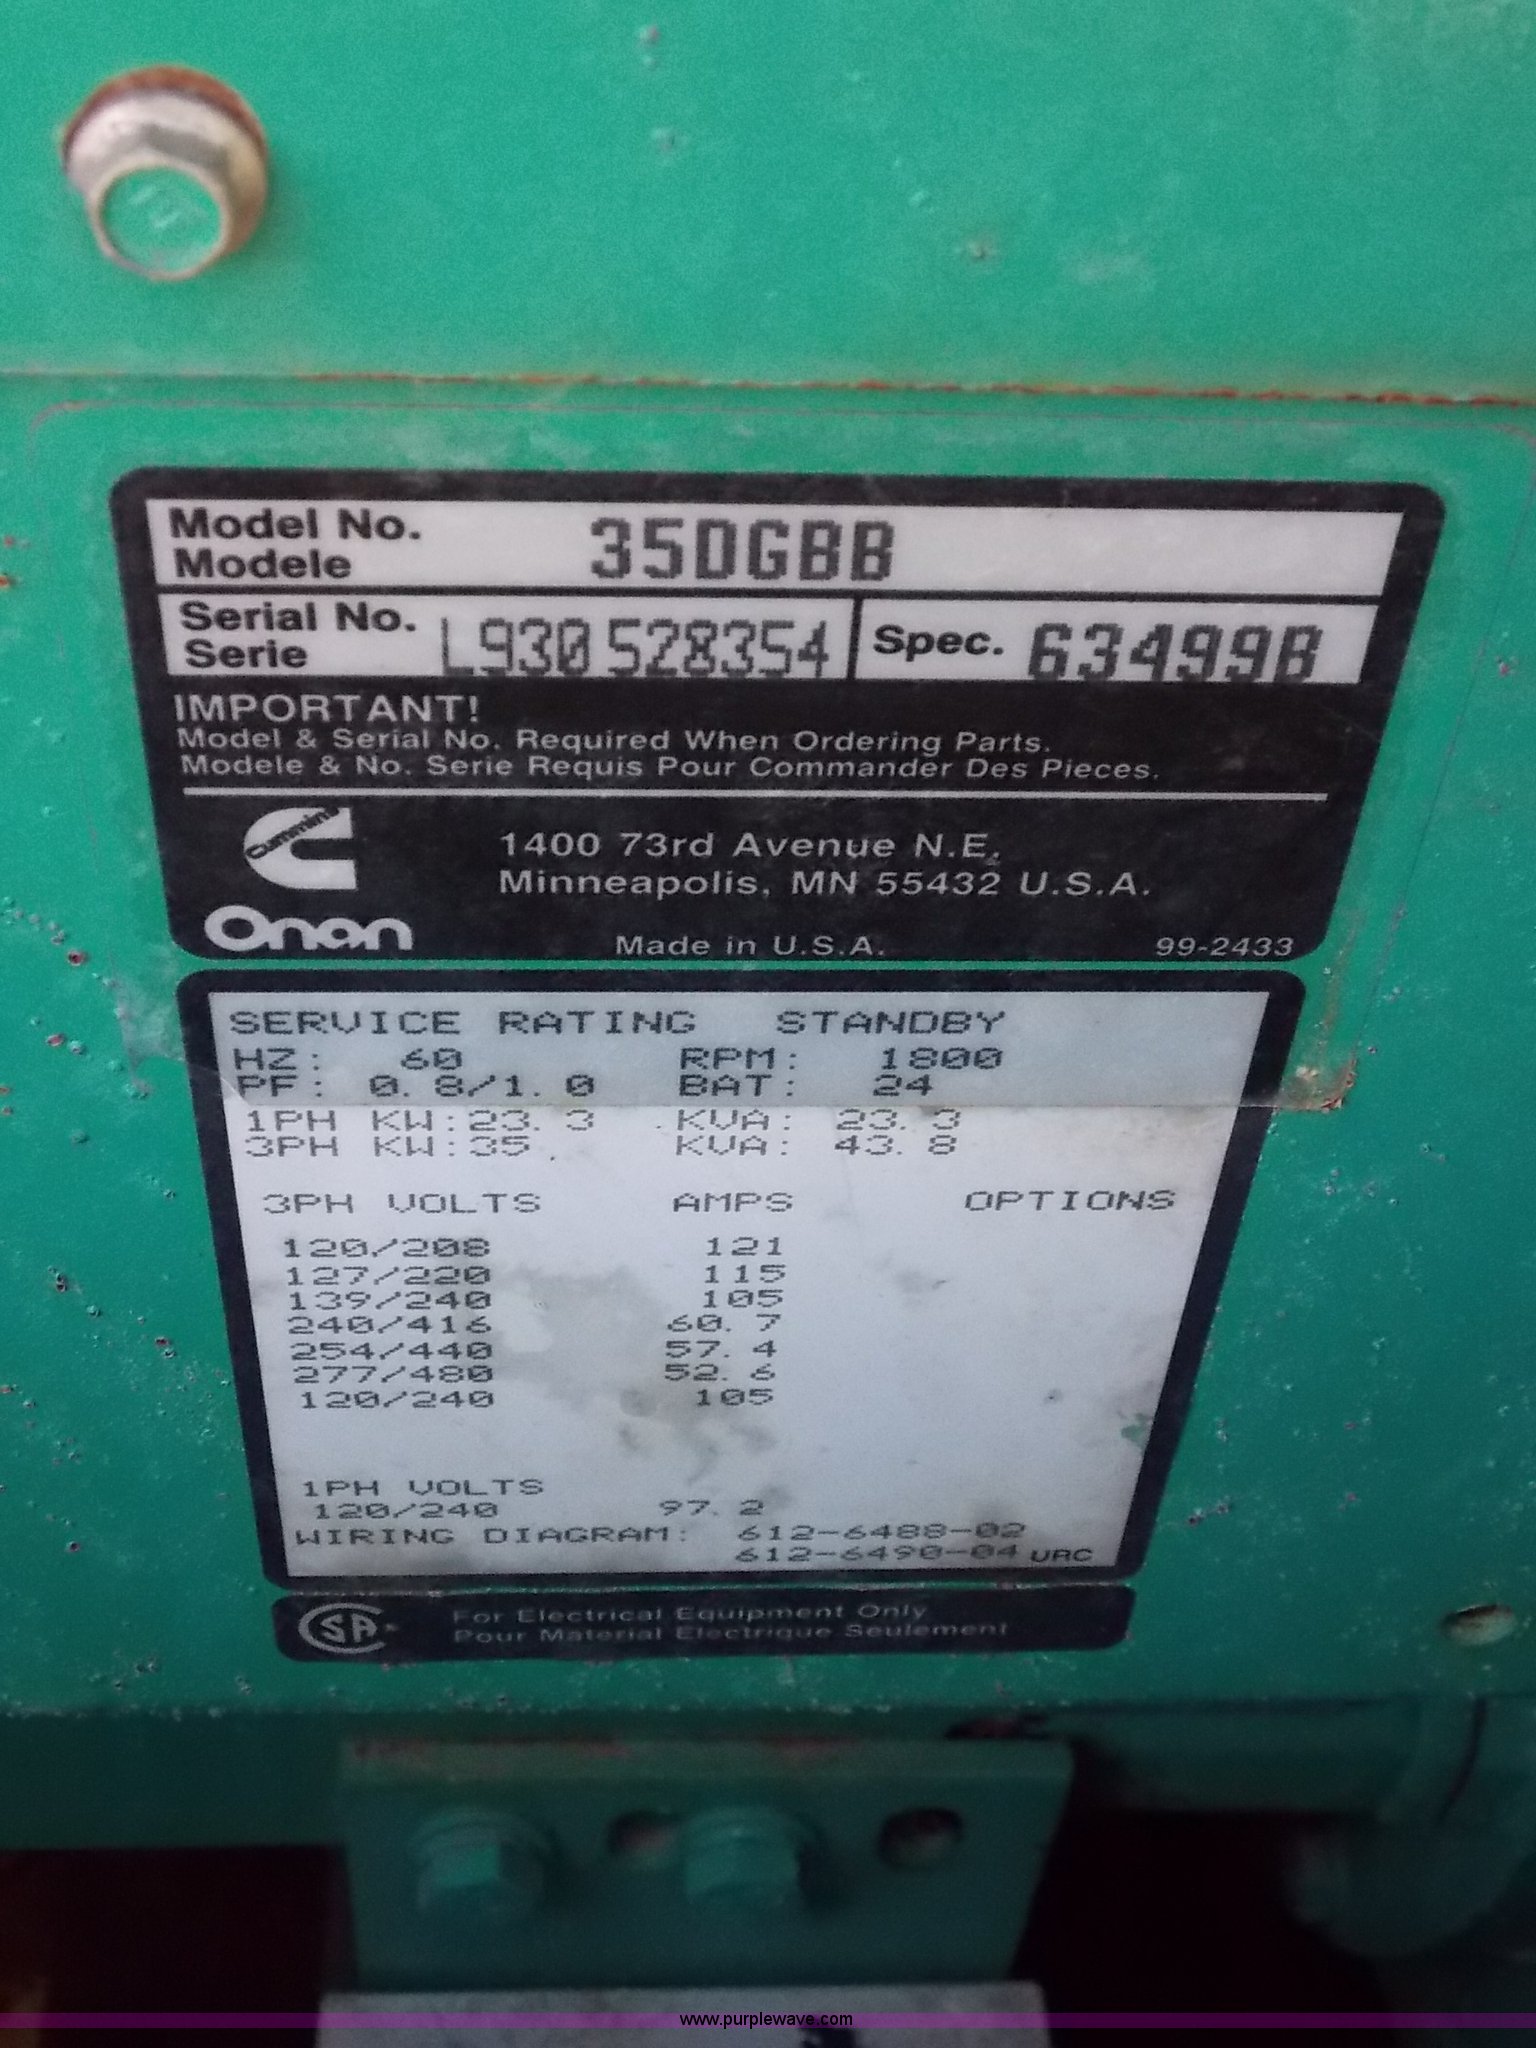 Model No.
Modele
35DGBB
Serial No.
Serie
L930528354
Spec. 63499B
IMPORTANT!
Model & Serial No. Required When Ordering Parts.
Modele & No. Serie Requis Pour Commander Des Pieces.
Cummins
Onan
1400 73rd Avenue N.E.
Minneapolis, MN 55432 U.S.A.
Made in U.S.A. 99-2433
SERVICE RATING STANDBY
HZ: 60 RPM: 1800
PF: 0.8/1.0 BAT: 24
1PH KW:23.3 KVA: 23.3
3PH KW:35 KVA: 43.8
3PH VOLTS AMPS OPTIONS
120/208 121
127/220 115
139/240 105
240/416 60.7
254/440 57.4
277/480 52.6
120/240 105
1PH VOLTS
120/240 97.2
WIRING DIAGRAM: 612-6488-02
612-6490-04 VRC
CSA For Electrical Equipment Only
Pour Material Electrique Seulement
www.purplewave.com